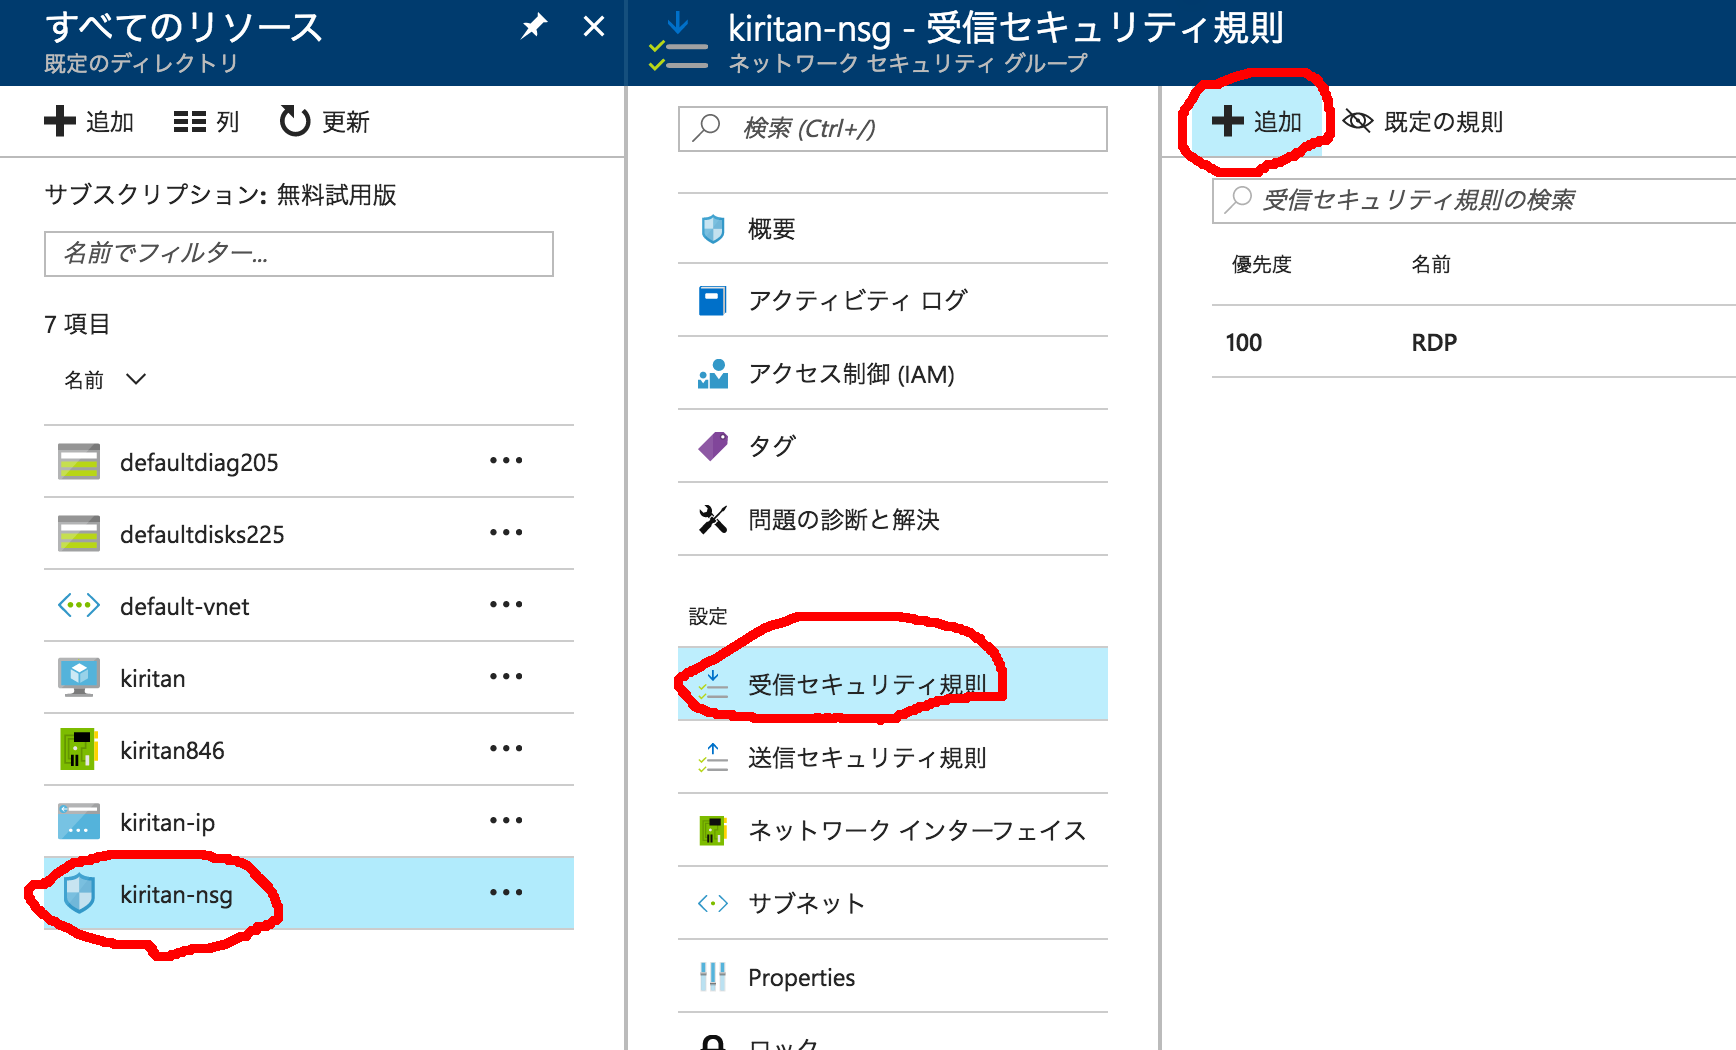 すべてのリソース
既定のディレクトリ
追加
列
更新
サブスクリプション: 無料試用版
名前でフィルター...
7 項目
名前
defaultdiag205
defaultdisks225
default-vnet
kiritan
kiritan846
kiritan-ip
kiritan-nsg
kiritan-nsg - 受信セキュリティ規則
ネットワーク セキュリティ グループ
検索 (Ctrl+/)
概要
アクティビティ ログ
アクセス制御 (IAM)
タグ
問題の診断と解決
設定
受信セキュリティ規則
送信セキュリティ規則
ネットワーク インターフェイス
サブネット
Properties
ロック
追加
既定の規則
受信セキュリティ規則の検索
優先度 名前
100 RDP